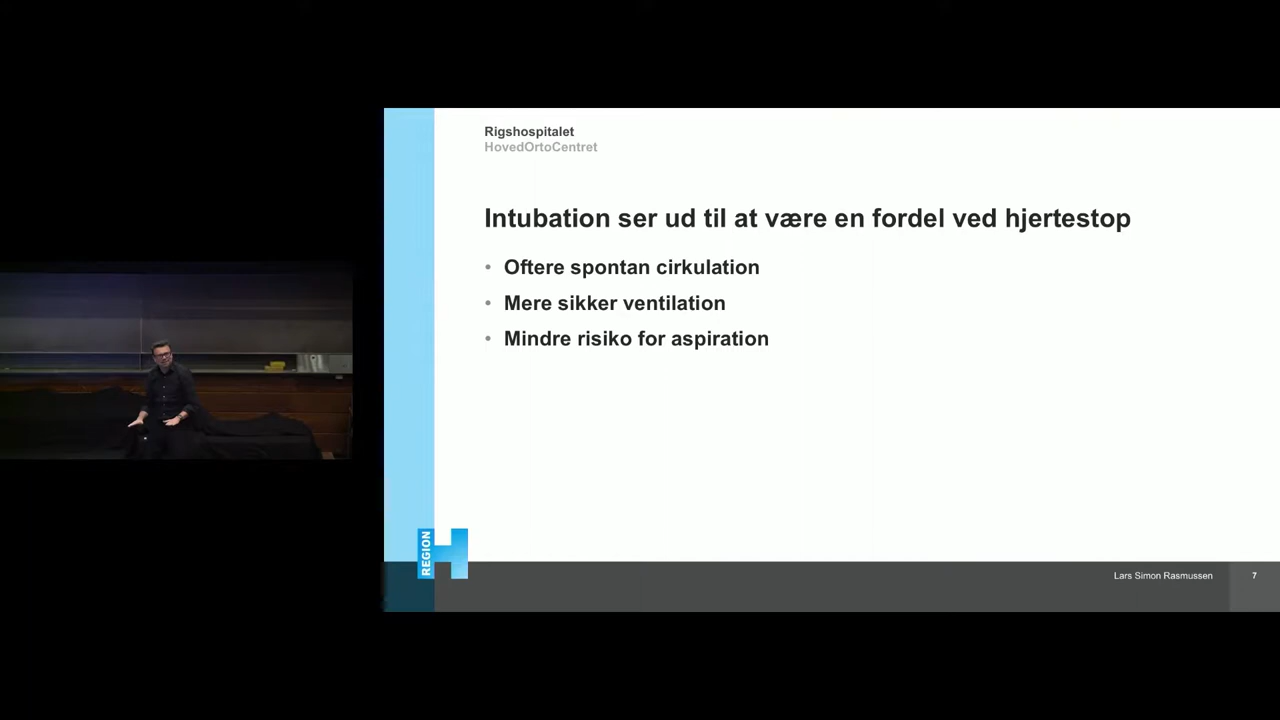 Rigshospitalet
HovedOrtoCentret
Intubation ser ud til at være en fordel ved hjertestop
• Oftere spontan cirkulation
• Mere sikker ventilation
• Mindre risiko for aspiration
REGION
Lars Simon Rasmussen 7